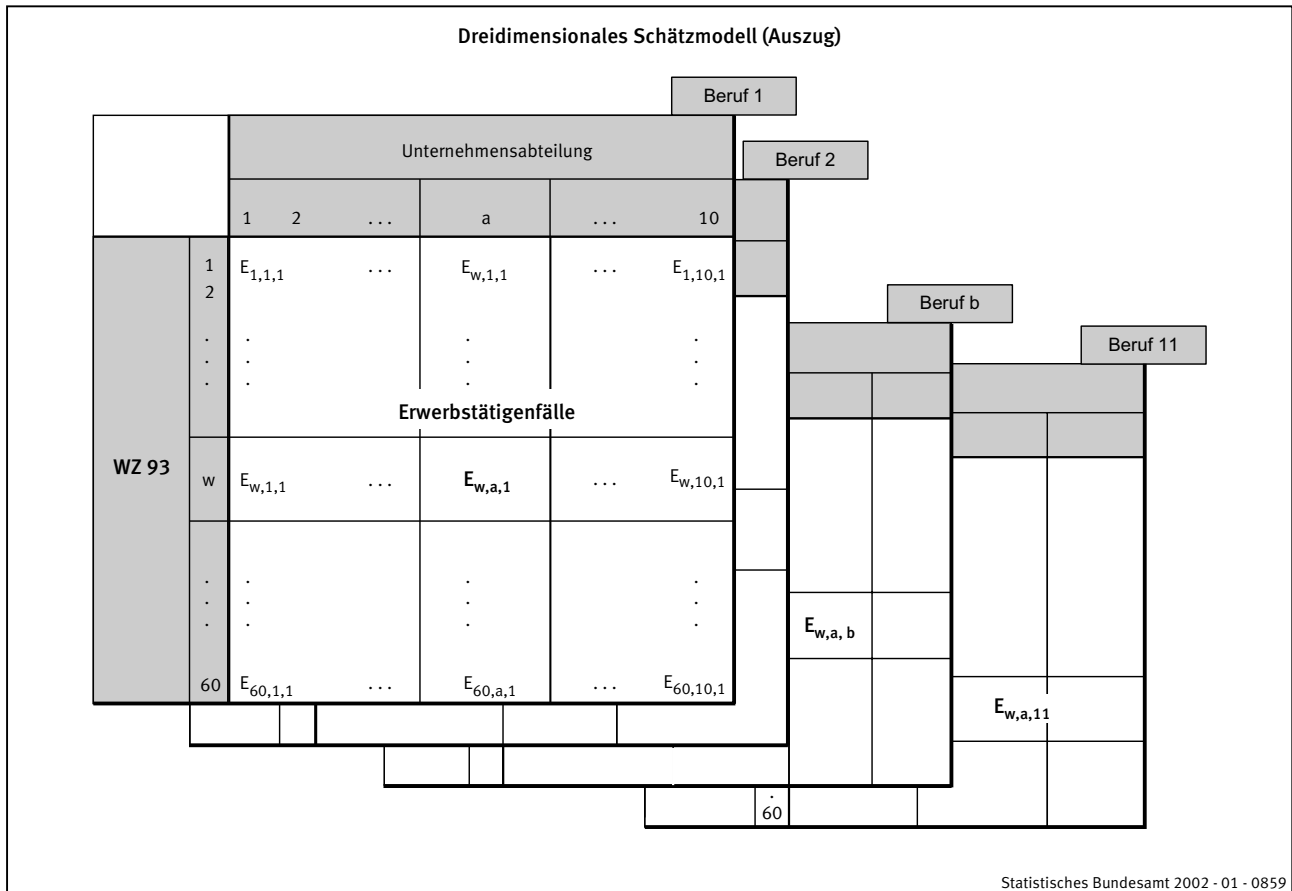 Dreidimensionales Schätzmodell (Auszug)
Beruf 1
Unternehmensabteilung
Beruf 2
1 2 ... a ... 10
1 E1,1,1 ... Ew,1,1 ... E1,10,1
2
Beruf b
. . . .
. . . .
. . . .
Beruf 11
Erwerbstätigenfälle
WZ 93 w Ew,1,1 ... Ew,a,1 ... Ew,10,1
. . . .
. . . .
. . . .
Ew,a, b
60 E60,1,1 ... E60,a,1 ... E60,10,1
Ew,a,11
.
60
Statistisches Bundesamt 2002 - 01 - 0859